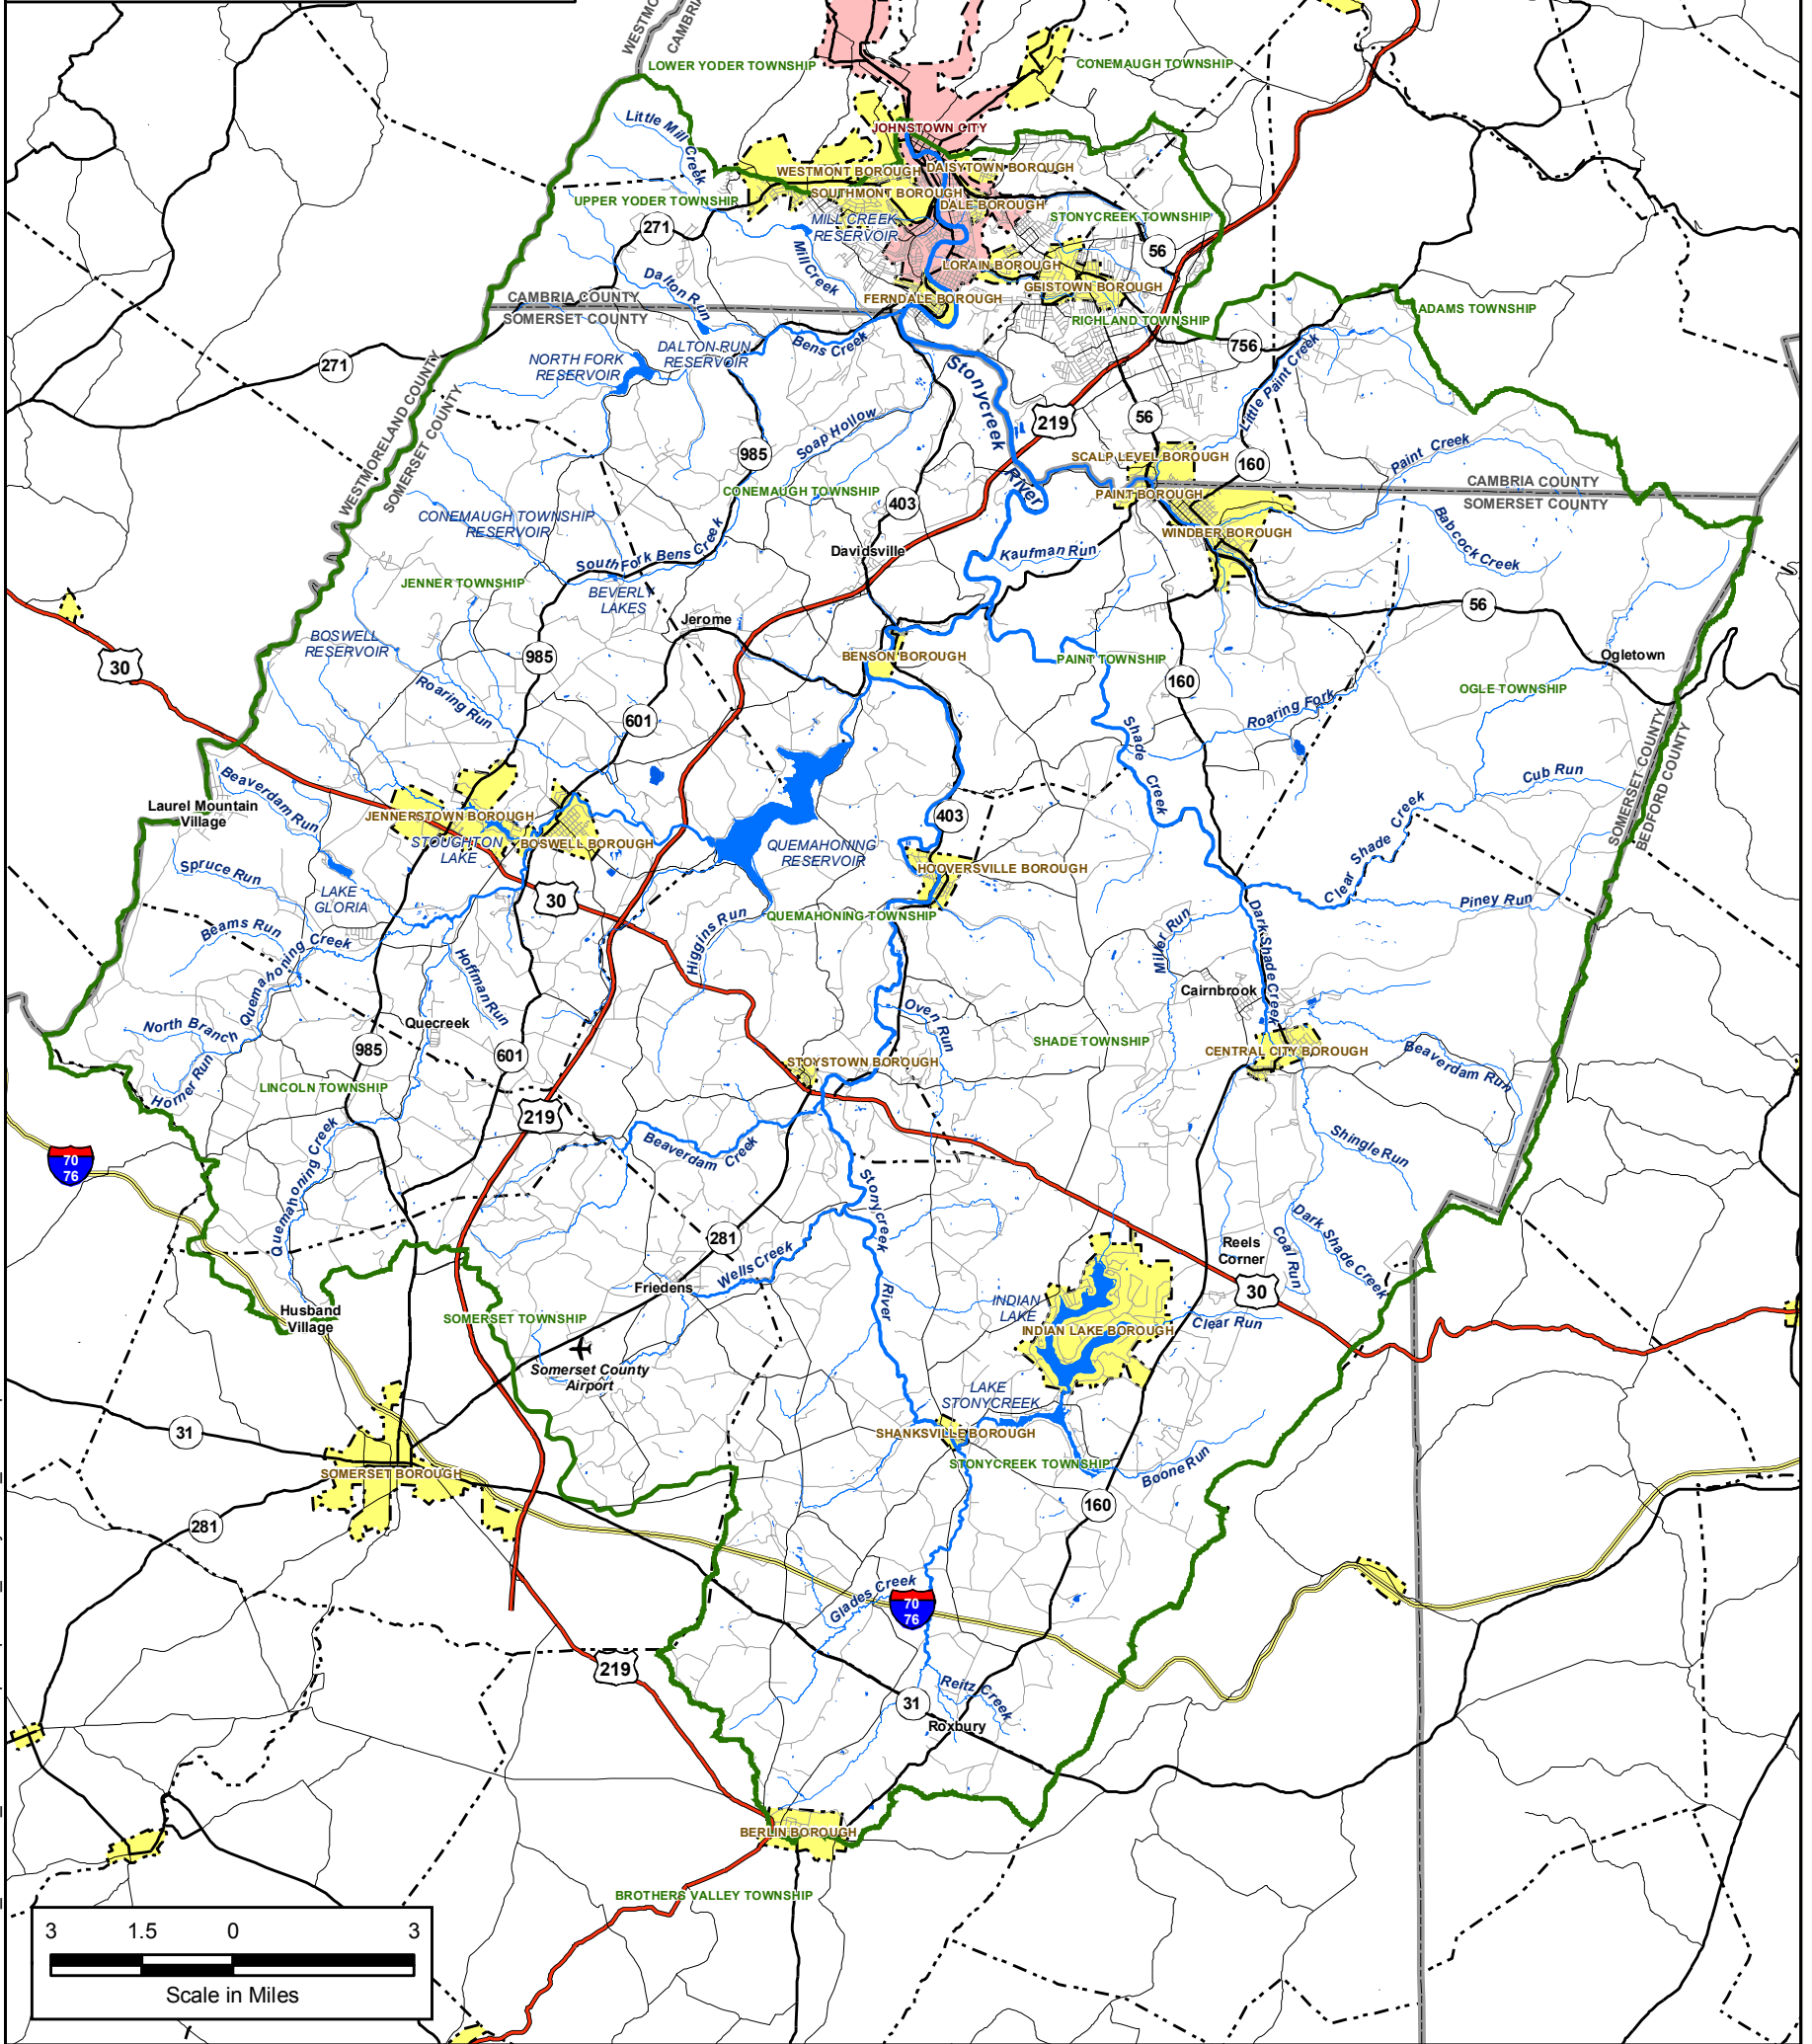 WESTMO
CAMBRIA
LOWER YODER TOWNSHIP
CONEMAUGH TOWNSHIP
Little Mill Creek
JOHNSTOWN CITY
WESTMONT BOROUGH
DAISYTOWN BOROUGH
SOUTHMONT BOROUGH
UPPER YODER TOWNSHIP
DALE BOROUGH
STONYCREEK TOWNSHIP
MILL CREEK
RESERVOIR
271
56
Mill Creek
LORAIN BOROUGH
Dalton Run
GEISTOWN BOROUGH
CAMBRIA COUNTY
SOMERSET COUNTY
FERNDALE BOROUGH
RICHLAND TOWNSHIP
ADAMS TOWNSHIP
271
NORTH FORK
RESERVOIR
DALTON RUN
RESERVOIR
Bens Creek
756
Little Paint Creek
WESTMORELAND COUNTY
SOMERSET COUNTY
Stonycreek River
219
56
Soap Hollow
985
SCALP LEVEL BOROUGH
160
Paint Creek
CONEMAUGH TOWNSHIP
403
PAINT BOROUGH
CAMBRIA COUNTY
SOMERSET COUNTY
CONEMAUGH TOWNSHIP
RESERVOIR
WINDBER BOROUGH
Babcock Creek
South Fork Bens Creek
Davidsville
Kaufman Run
JENNER TOWNSHIP
BEVERLY
LAKES
56
Jerome
BOSWELL
RESERVOIR
30
985
BENSON BOROUGH
PAINT TOWNSHIP
Ogletown
160
OGLE TOWNSHIP
Roaring Run
601
Roaring Fork
Shade Creek
SOMERSET COUNTY
BEDFORD COUNTY
Beaverdam Run
Cub Run
Laurel Mountain
Village
JENNERSTOWN BOROUGH
403
STOUGHTON
LAKE
BOSWELL BOROUGH
QUEMAHONING
RESERVOIR
Clear Shade Creek
Spruce Run
HOOVERSVILLE BOROUGH
LAKE
GLORIA
30
Piney Run
QUEMAHONING TOWNSHIP
Beams Run
Higgins Run
Miller Run
Dark Shade Creek
Quemahoning Creek
Hoffman Run
Cairnbrook
North Branch
Quecreek
Oven Run
985
601
SHADE TOWNSHIP
CENTRAL CITY BOROUGH
Beaverdam Run
STOYSTOWN BOROUGH
Horner Run
LINCOLN TOWNSHIP
219
70
76
Beaverdam Creek
Shingle Run
Quemahoning Creek
Stonycreek River
281
Wells Creek
Reels
Corner
Coal Run
Dark Shade Creek
Friedens
30
Husband
Village
SOMERSET TOWNSHIP
INDIAN
LAKE
INDIAN LAKE BOROUGH
Clear Run
Somerset County
Airport
LAKE
STONYCREEK
31
SHANKSVILLE BOROUGH
STONYCREEK TOWNSHIP
SOMERSET BOROUGH
Boone Run
160
281
Glades Creek
70
76
219
Reitz Creek
31
Roxbury
BERLIN BOROUGH
BROTHERS VALLEY TOWNSHIP
3 1.5 0 3
Scale in Miles